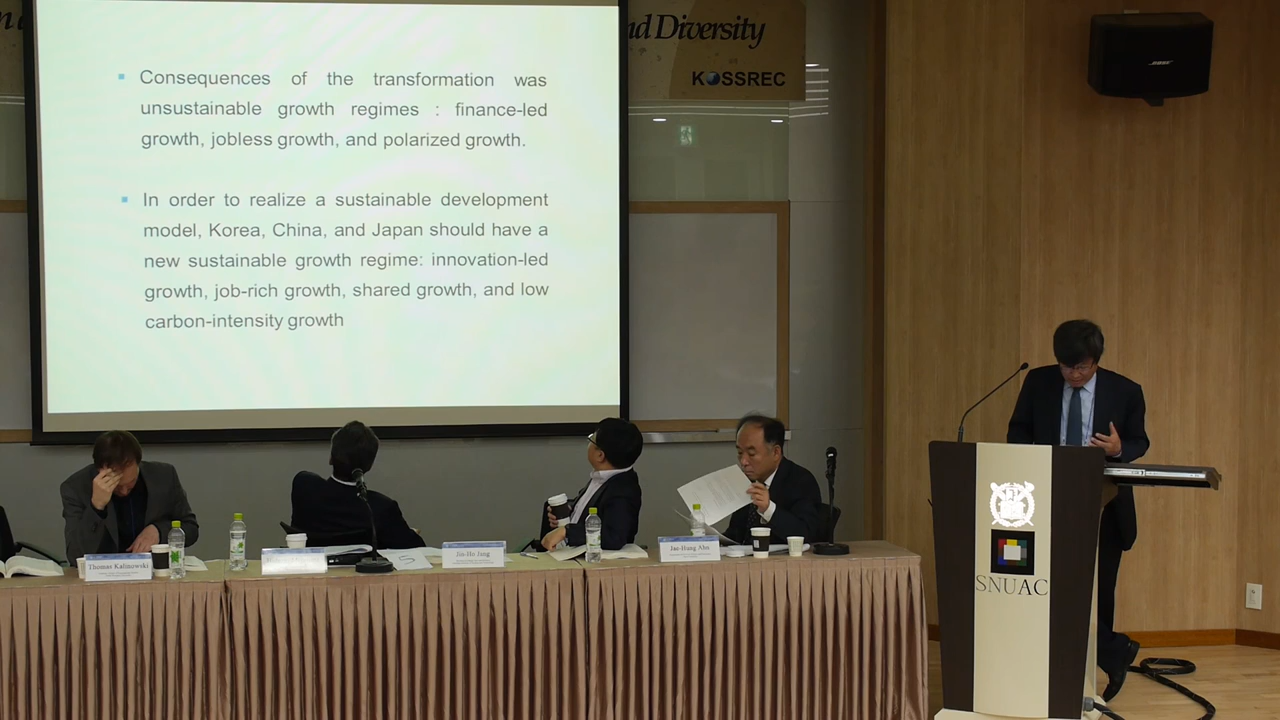 nd Diversity
KOSSREC
BOSE
Consequences of the transformation was
unsustainable growth regimes : finance-led
growth, jobless growth, and polarized growth.
In order to realize a sustainable development
model, Korea, China, and Japan should have a
new sustainable growth regime: innovation-led
growth, job-rich growth, shared growth, and low
carbon-intensity growth
Thomas Kalinowski
Jin-Ho Jang
Jae-Hung Ahn
SNUAC